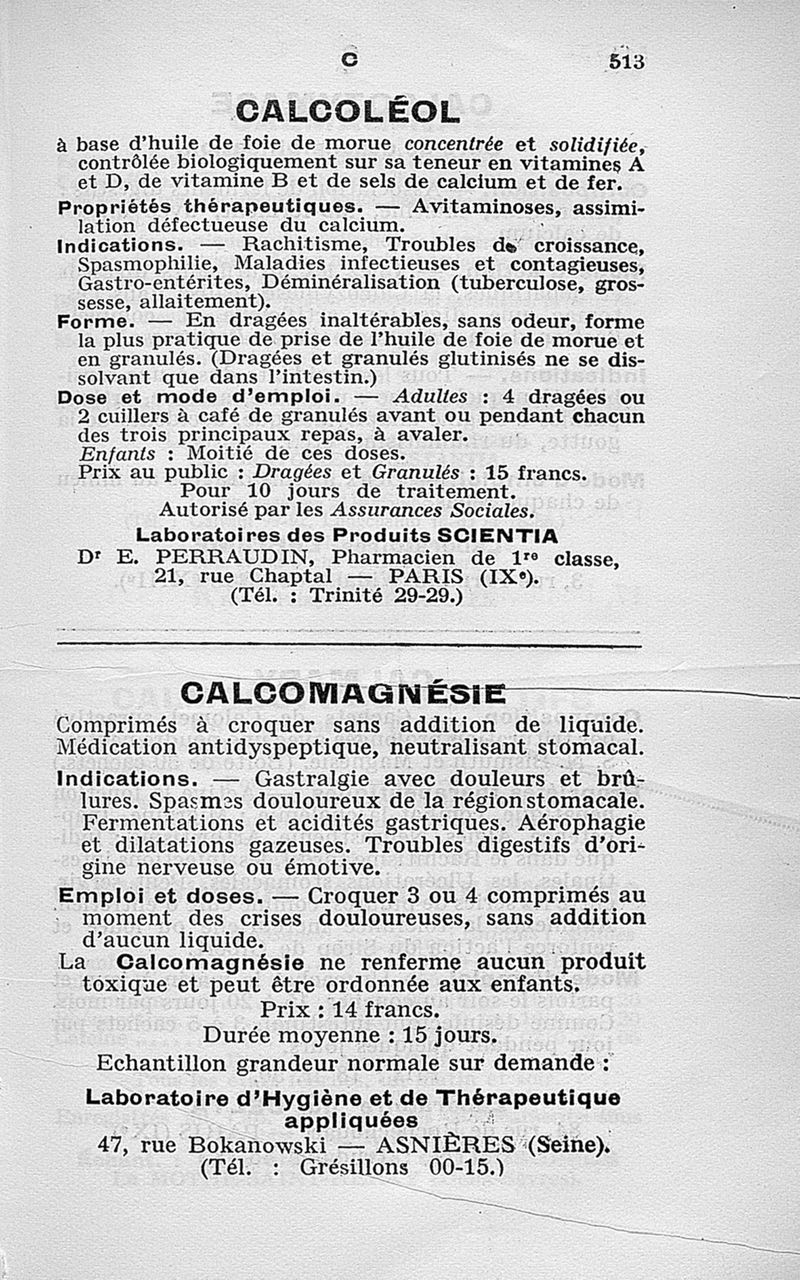 C
513
CALCOLÉOL
à base d'huile de foie de morue concentrée et solidifiée,
contrôlée biologiquement sur sa teneur en vitamines A
et D, de vitamine B et de sels de calcium et de fer.
Propriétés thérapeutiques. — Avitaminoses, assimi-
lation défectueuse du calcium.
Indications. — Rachitisme, Troubles de croissance,
Spasmophilie, Maladies infectieuses et contagieuses,
Gastro-entérites, Déminéralisation (tuberculose, gros-
sesse, allaitement).
Forme. — En dragées inaltérables, sans odeur, forme
la plus pratique de prise de l'huile de foie de morue et
en granulés. (Dragées et granulés glutinisés ne se dis-
solvant que dans l'intestin.)
Dose et mode d'emploi. — Adultes : 4 dragées ou
2 cuillers à café de granulés avant ou pendant chacun
des trois principaux repas, à avaler.
Enfants : Moitié de ces doses.
Prix au public : Dragées et Granulés : 15 francs.
Pour 10 jours de traitement.
Autorisé par les Assurances Sociales.
Laboratoires des Produits SCIENTIA
Dr E. PERRAUDIN, Pharmacien de 1re classe,
21, rue Chaptal — PARIS (IXe).
(Tél. : Trinité 29-29.)
CALCOMAGNÉSIE
Comprimés à croquer sans addition de liquide.
Médication antidyspeptique, neutralisant stomacal.
Indications. — Gastralgie avec douleurs et brû-
lures. Spasmes douloureux de la région stomacale.
Fermentations et acidités gastriques. Aérophagie
et dilatations gazeuses. Troubles digestifs d'ori-
gine nerveuse ou émotive.
Emploi et doses. — Croquer 3 ou 4 comprimés au
moment des crises douloureuses, sans addition
d'aucun liquide.
La Calcomagnésie ne renferme aucun produit
toxique et peut être ordonnée aux enfants.
Prix : 14 francs.
Durée moyenne : 15 jours.
Echantillon grandeur normale sur demande :
Laboratoire d'Hygiène et de Thérapeutique
appliquées
47, rue Bokanowski — ASNIÈRES (Seine).
(Tél. : Grésillons 00-15.)